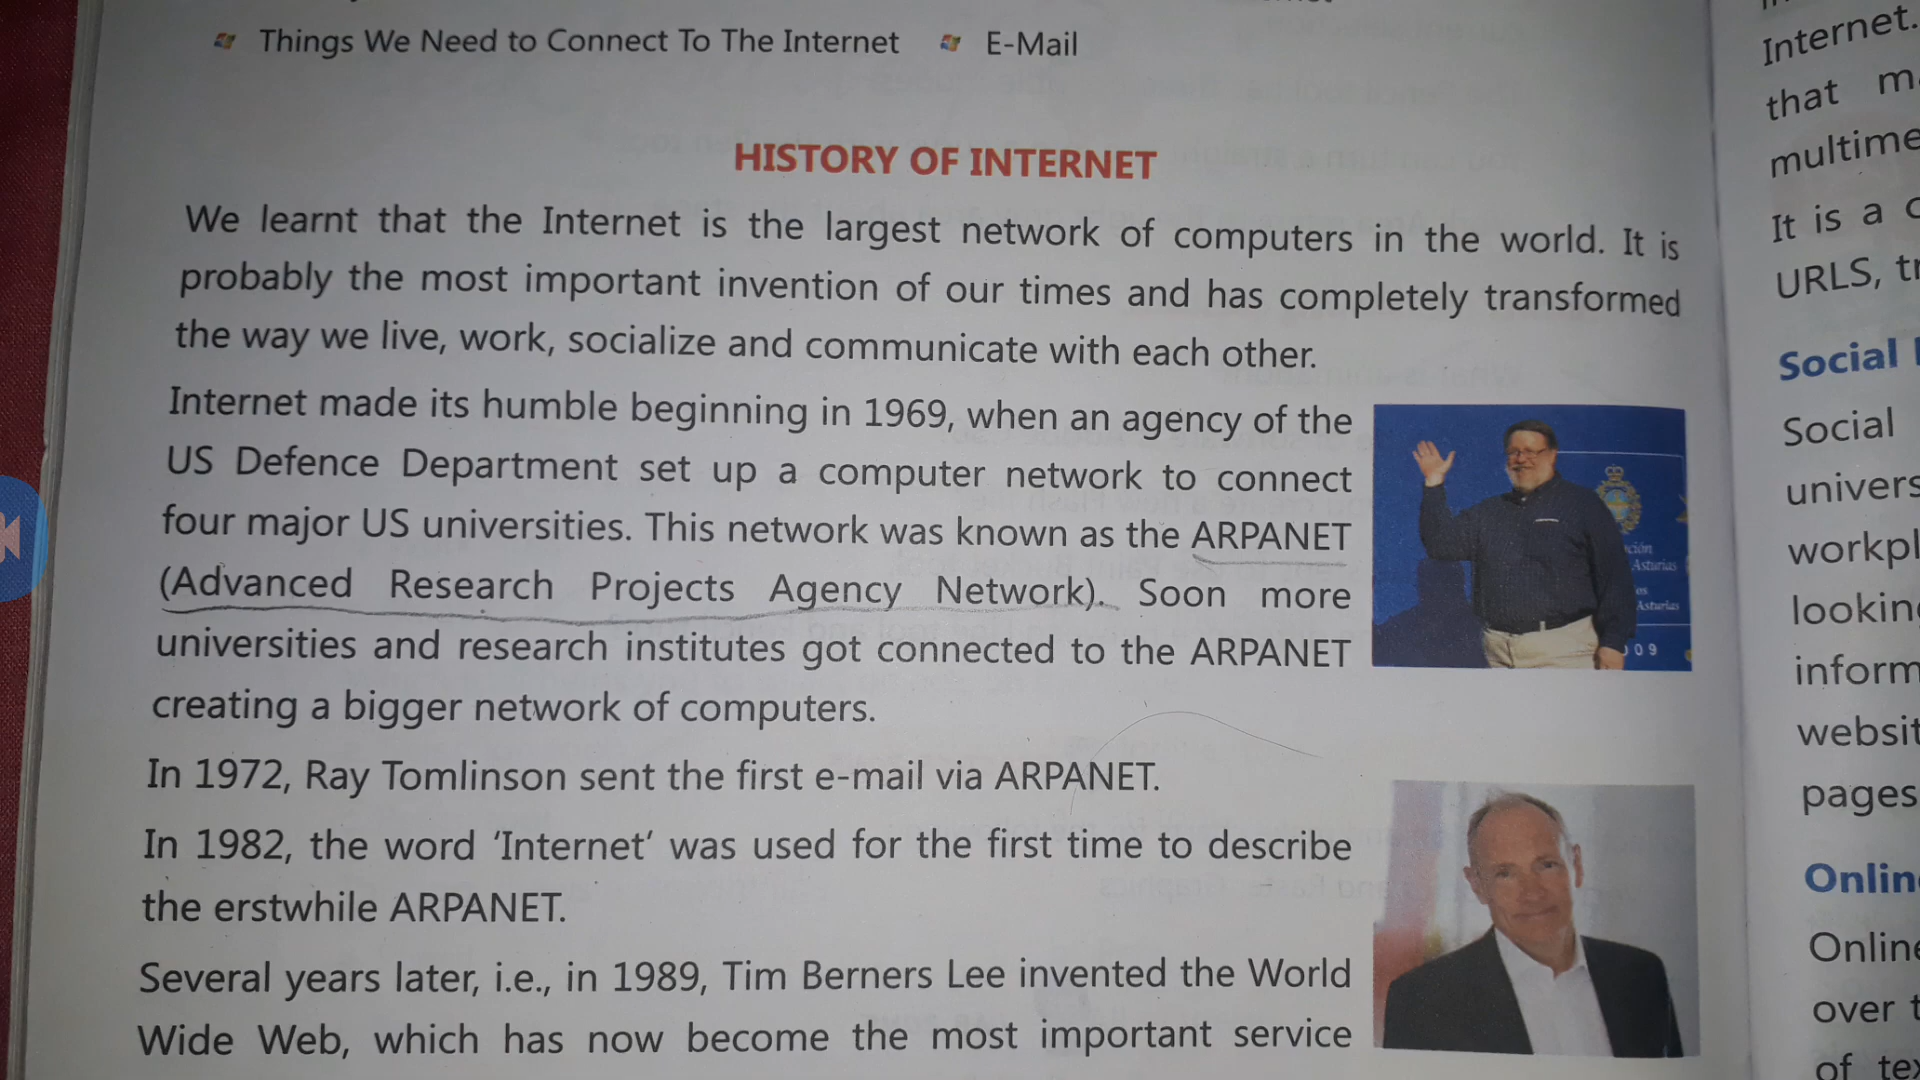 Things We Need to Connect To The Internet E-Mail
HISTORY OF INTERNET
We learnt that the Internet is the largest network of computers in the world. It is
probably the most important invention of our times and has completely transformed
the way we live, work, socialize and communicate with each other.
Internet made its humble beginning in 1969, when an agency of the
US Defence Department set up a computer network to connect
four major US universities. This network was known as the ARPANET
(Advanced Research Projects Agency Network). Soon more
universities and research institutes got connected to the ARPANET
creating a bigger network of computers.
In 1972, Ray Tomlinson sent the first e-mail via ARPANET.
In 1982, the word ‘Internet’ was used for the first time to describe
the erstwhile ARPANET.
Several years later, i.e., in 1989, Tim Berners Lee invented the World
Wide Web, which has now become the most important service
Asturias
Asturias
Internet.
that
It is a
URLS,
Social
Social
pages
over
of